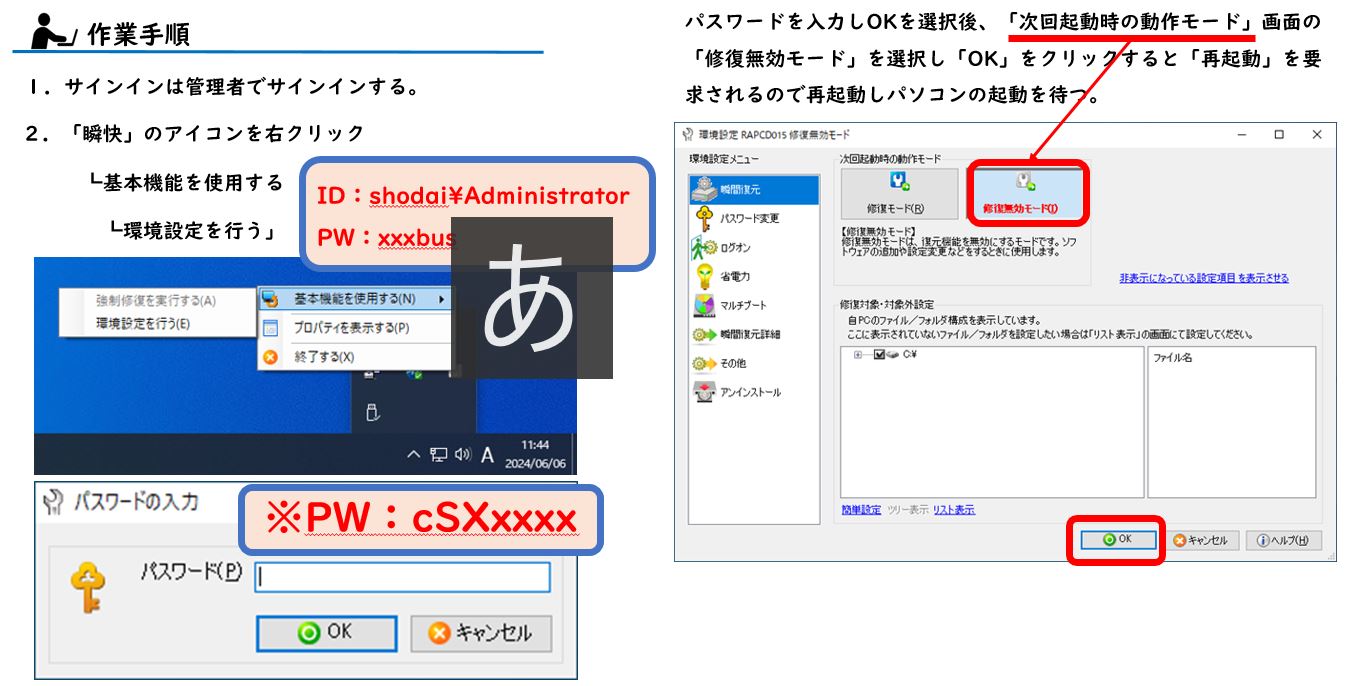 作業手順
１．サインインは管理者でサインインする。
２．「瞬快」のアイコンを右クリック
┗基本機能を使用する
┗環境設定を行う」
ID：shodai¥Administrator
PW：xxxbus
あ
強制修復を実行する(A)
環境設定を行う(E)
基本機能を使用する(N)
プロパティを表示する(P)
終了する(X)
A
11:44
2024/06/06
パスワードの入力
※PW：cSXxxxx
パスワード(P)
OK
キャンセル
パスワードを入力しOKを選択後、「次回起動時の動作モード」画面の
「修復無効モード」を選択し「OK」をクリックすると「再起動」を要
求されるので再起動しパソコンの起動を待つ。
環境設定 RAPCD015 修復無効モード
環境設定メニュー
瞬間復元
パスワード変更
ログオン
省電力
マルチブート
瞬間復元詳細
その他
アンインストール
次回起動時の動作モード
修復モード(R)
修復無効モード(I)
【修復無効モード】
修復無効モードは、復元機能を無効にするモードです。ソフ
トウェアの追加や設定変更などをするときに使用します。
非表示になっている設定項目を表示させる
修復対象・対象外設定
自PCのファイル／フォルダ構成を表示しています。
ここに表示されていないファイル／フォルダを設定したい場合は「リスト表示」の画面にて設定してください。
C:¥
ファイル名
簡単設定 ツリー表示 リスト表示
OK
キャンセル
ヘルプ(H)